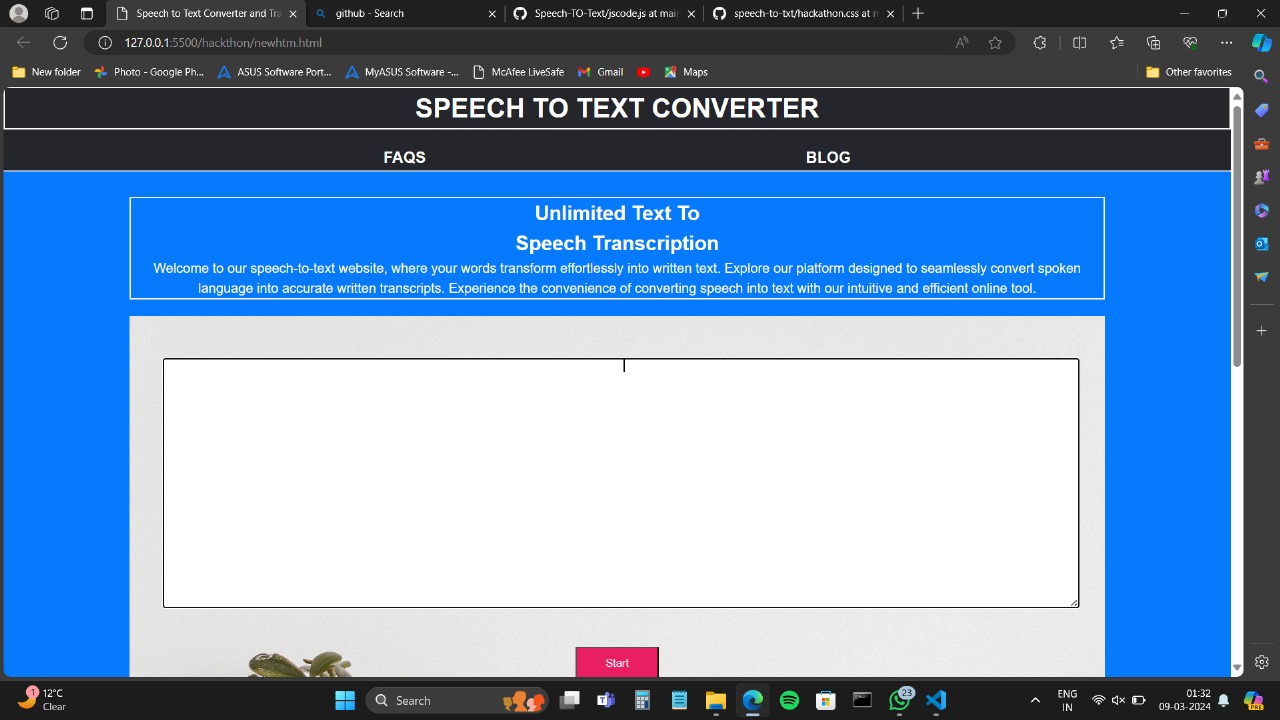 Speech to Text Converter and Tra
github - Search
Speech-TO-Text/jscode.js at main
speech-to-txt/hackathon.css at m
127.0.0.1:5500/hackthon/newhtm.html
New folder
Photo - Google Ph...
ASUS Software Port...
MyASUS Software -...
McAfee LiveSafe
Gmail
Maps
Other favorites
SPEECH TO TEXT CONVERTER
FAQS
BLOG
Unlimited Text To
Speech Transcription
Welcome to our speech-to-text website, where your words transform effortlessly into written text. Explore our platform designed to seamlessly convert spoken
language into accurate written transcripts. Experience the convenience of converting speech into text with our intuitive and efficient online tool.
Start
1
12°C
Clear
Search
23
ENG
IN
01:32
09-03-2024
PRE